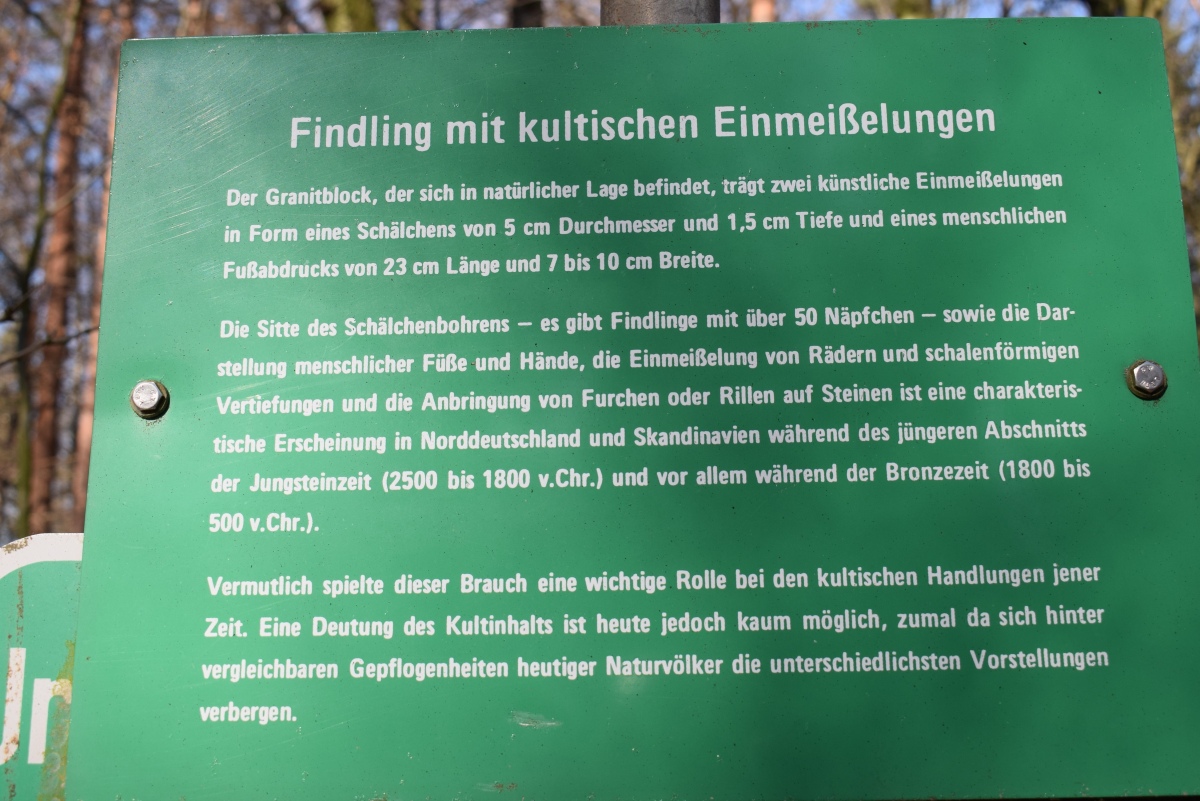 Findling mit kultischen Einmeißelungen
Der Granitblock, der sich in natürlicher Lage befindet, trägt zwei künstliche Einmeißelungen
in Form eines Schälchens von 5 cm Durchmesser und 1,5 cm Tiefe und eines menschlichen
Fußabdrucks von 23 cm Länge und 7 bis 10 cm Breite.
Die Sitte des Schälchenbohrens – es gibt Findlinge mit über 50 Näpfchen – sowie die Dar-
stellung menschlicher Füße und Hände, die Einmeißelung von Rädern und schalenförmigen
Vertiefungen und die Anbringung von Furchen oder Rillen auf Steinen ist eine charakteris-
tische Erscheinung in Norddeutschland und Skandinavien während des jüngeren Abschnitts
der Jungsteinzeit (2500 bis 1800 v.Chr.) und vor allem während der Bronzezeit (1800 bis
500 v.Chr.).
Vermutlich spielte dieser Brauch eine wichtige Rolle bei den kultischen Handlungen jener
Zeit. Eine Deutung des Kultinhalts ist heute jedoch kaum möglich, zumal da sich hinter
vergleichbaren Gepflogenheiten heutiger Naturvölker die unterschiedlichsten Vorstellungen
verbergen.